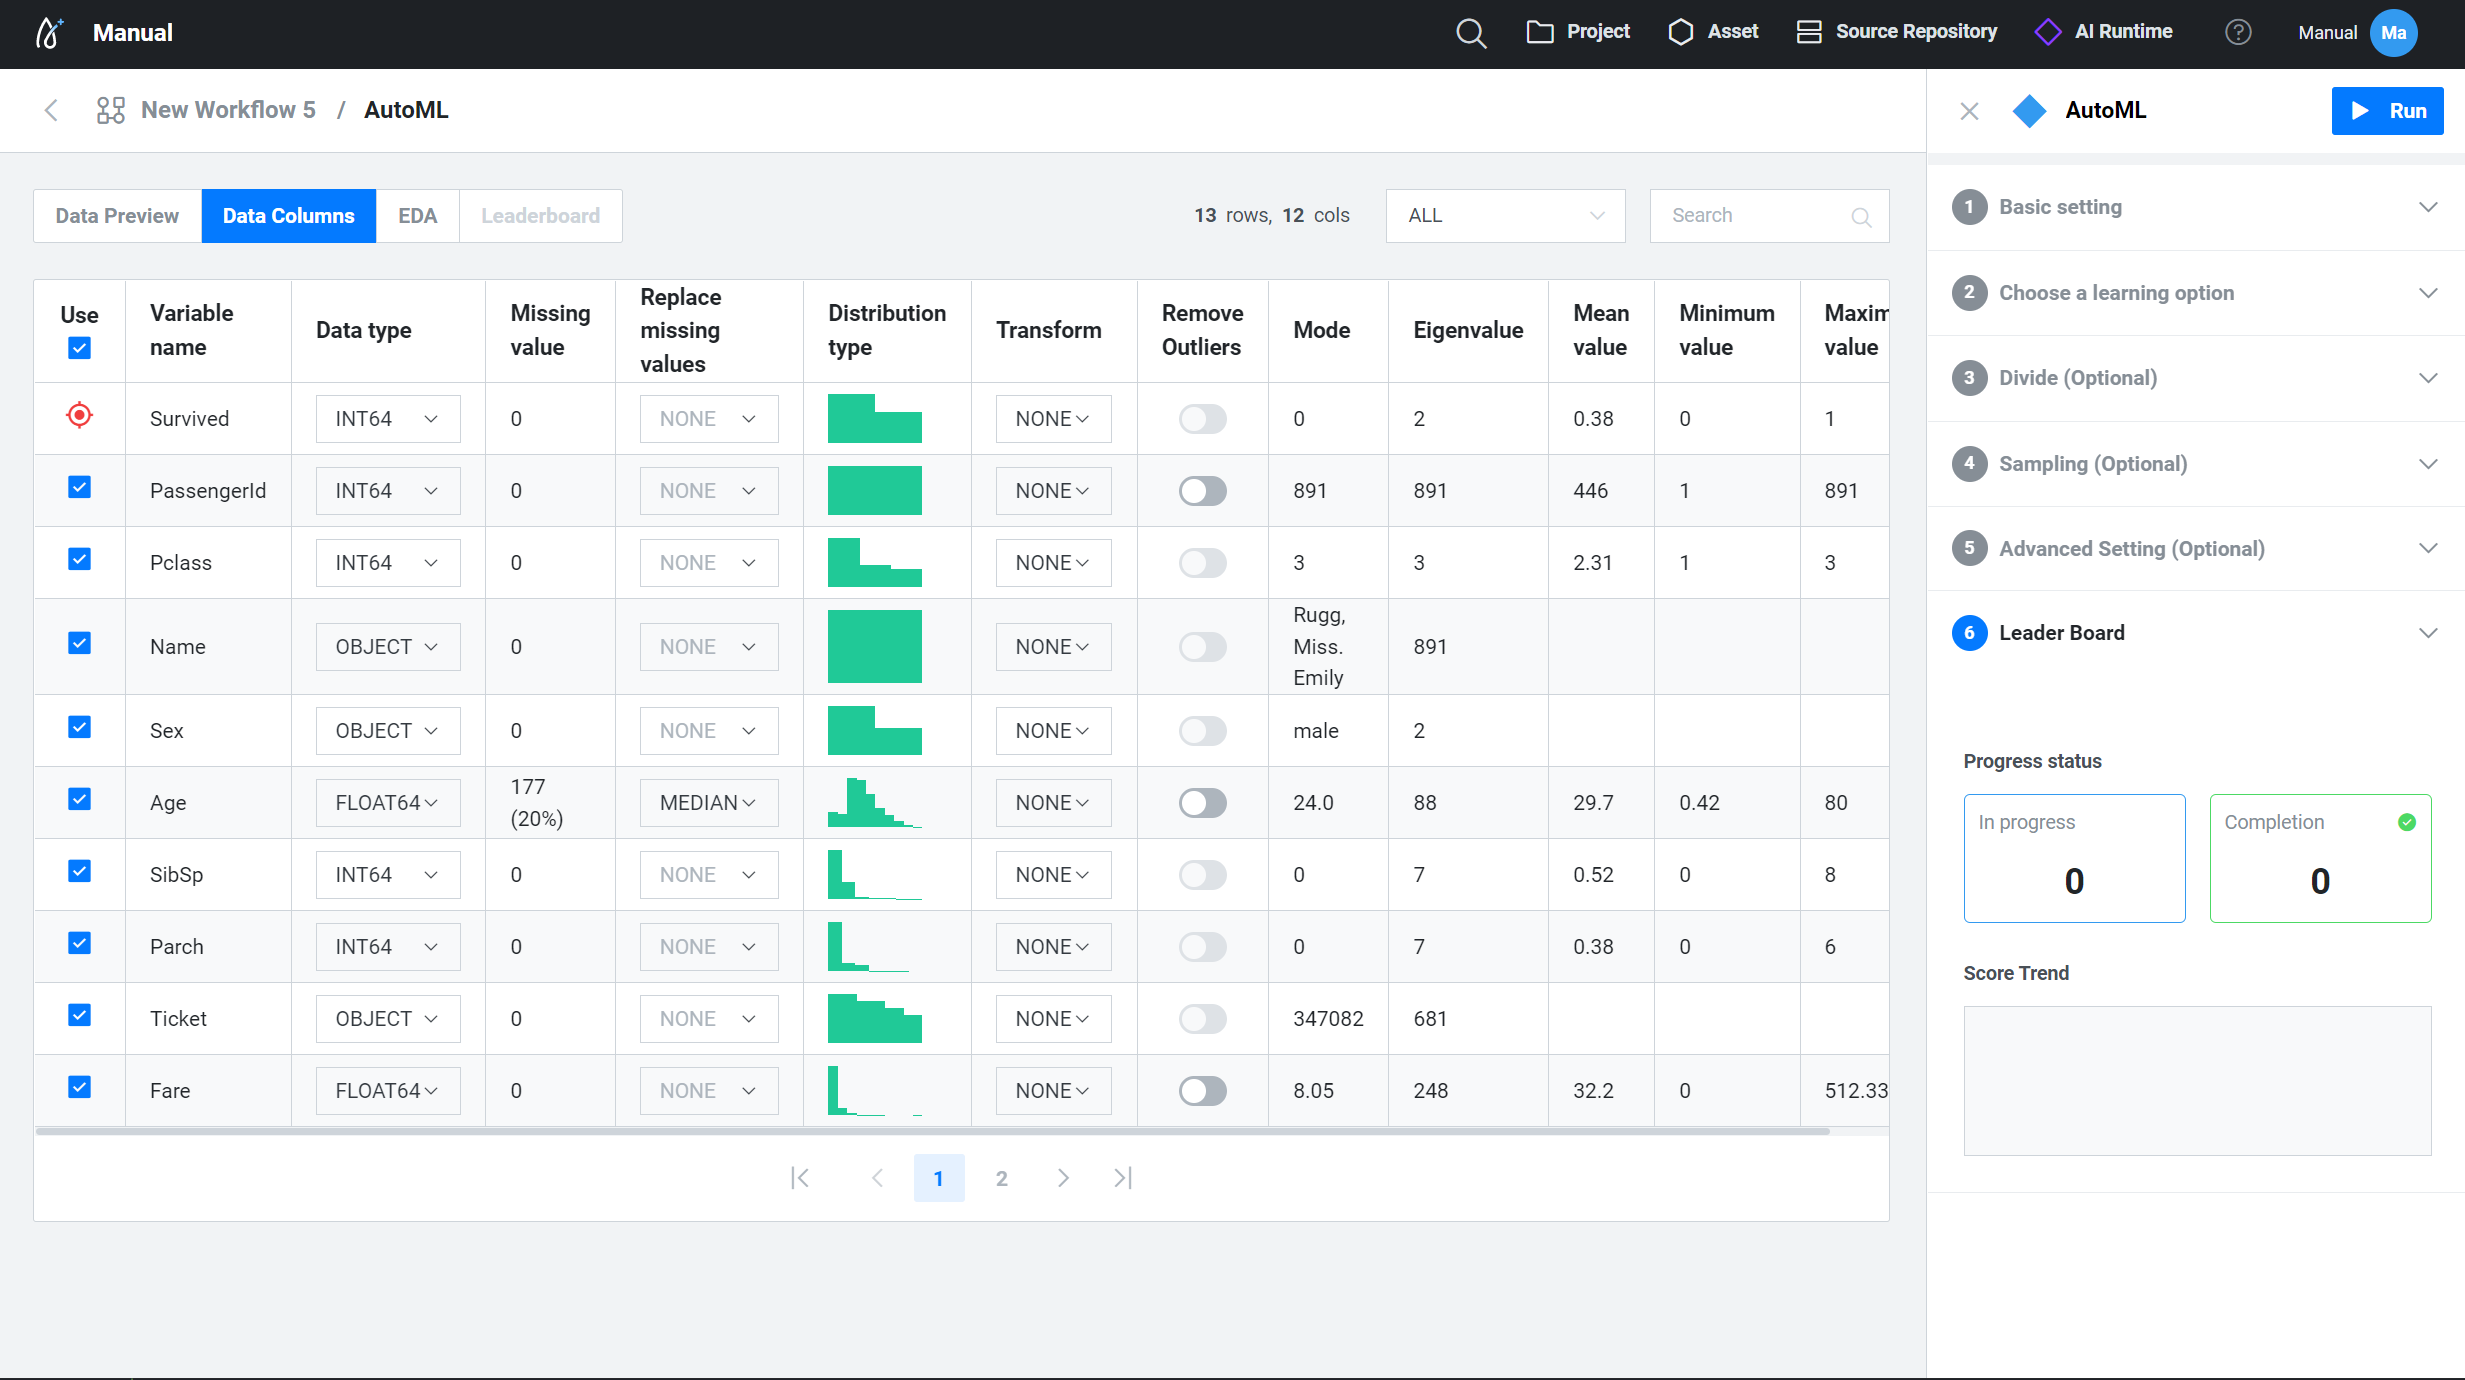 Manual
Project
Asset
Source Repository
AI Runtime
?
Manual
Ma
New Workflow 5 / AutoML
AutoML
Run
Data Preview
Data Columns
EDA
Leaderboard
13 rows, 12 cols
ALL
Search
Use
Variable name
Data type
Missing value
Replace missing values
Distribution type
Transform
Remove Outliers
Mode
Eigenvalue
Mean value
Minimum value
Maxim value
Survived INT64 0 NONE NONE 0 2 0.38 0 1
PassengerId INT64 0 NONE NONE 891 891 446 1 891
Pclass INT64 0 NONE NONE 3 3 2.31 1 3
Name OBJECT 0 NONE NONE Rugg, Miss. Emily 891
Sex OBJECT 0 NONE NONE male 2
Age FLOAT64 177 (20%) MEDIAN NONE 24.0 88 29.7 0.42 80
SibSp INT64 0 NONE NONE 0 7 0.52 0 8
Parch INT64 0 NONE NONE 0 7 0.38 0 6
Ticket OBJECT 0 NONE NONE 347082 681
Fare FLOAT64 0 NONE NONE 8.05 248 32.2 0 512.33
1 2
1 Basic setting
2 Choose a learning option
3 Divide (Optional)
4 Sampling (Optional)
5 Advanced Setting (Optional)
6 Leader Board
Progress status
In progress
0
Completion
0
Score Trend